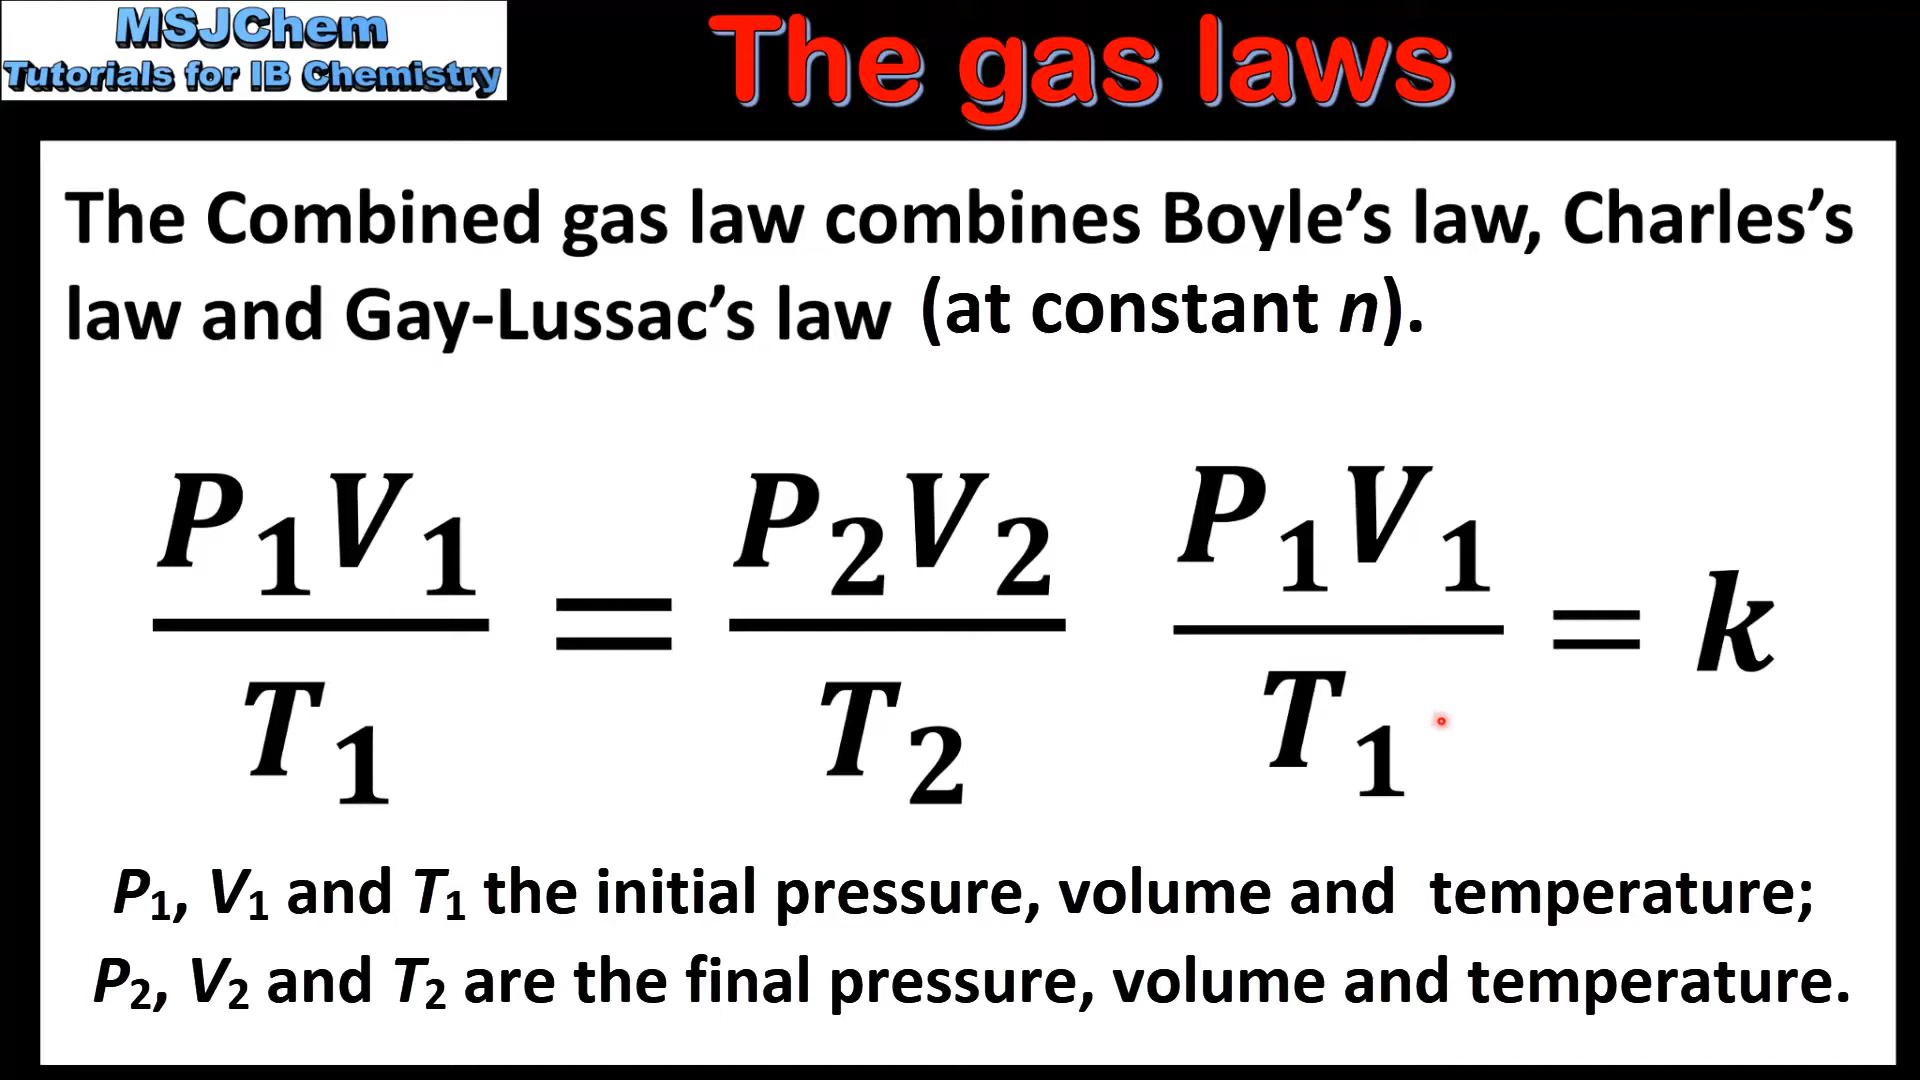 MSJChem
Tutorials for IB Chemistry
The gas laws
The Combined gas law combines Boyle’s law, Charles’s
law and Gay-Lussac’s law (at constant n).
P₁V₁/T₁ = P₂V₂/T₂ P₁V₁/T₁ = k
P₁, V₁ and T₁ the initial pressure, volume and temperature;
P₂, V₂ and T₂ are the final pressure, volume and temperature.